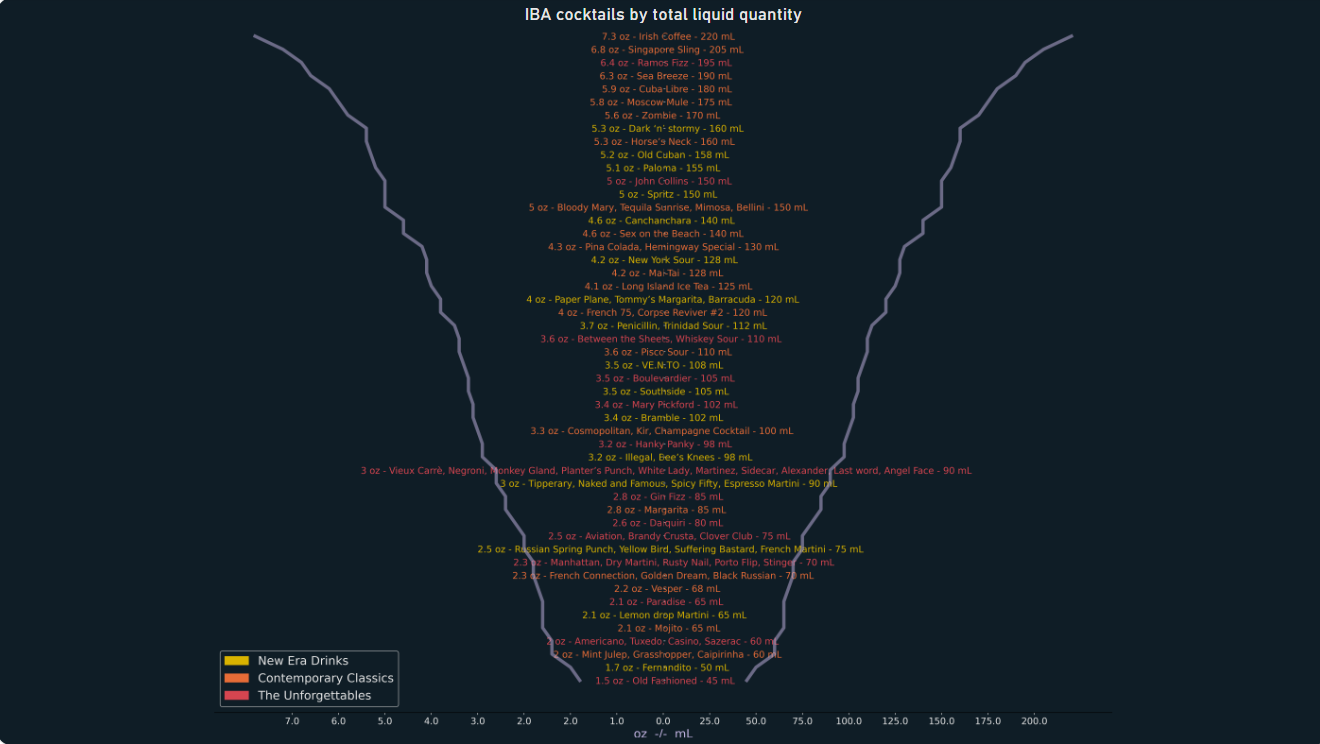 IBA cocktails by total liquid quantity
7.3 oz - Irish Coffee - 220 mL
6.8 oz - Singapore Sling - 205 mL
6.4 oz - Ramos Fizz - 195 mL
6.3 oz - Sea Breeze - 190 mL
5.9 oz - Cuba-Libre - 180 mL
5.8 oz - Moscow-Mule - 175 mL
5.6 oz - Zombie - 170 mL
5.3 oz - Dark 'n' stormy - 160 mL
5.3 oz - Horse's Neck - 160 mL
5.2 oz - Old Cuban - 158 mL
5.1 oz - Paloma - 155 mL
5 oz - John Collins - 150 mL
5 oz - Spritz - 150 mL
5 oz - Bloody Mary, Tequila Sunrise, Mimosa, Bellini - 150 mL
4.6 oz - Canchanchara - 140 mL
4.6 oz - Sex on the Beach - 140 mL
4.3 oz - Pina Colada, Hemingway Special - 130 mL
4.2 oz - New York Sour - 128 mL
4.2 oz - Mai-Tai - 128 mL
4.1 oz - Long Island Ice Tea - 125 mL
4 oz - Paper Plane, Tommy's Margarita, Barracuda - 120 mL
4 oz - French 75, Corpse Reviver #2 - 120 mL
3.7 oz - Penicillin, Trinidad Sour - 112 mL
3.6 oz - Between the Sheets, Whiskey Sour - 110 mL
3.6 oz - Pisco Sour - 110 mL
3.5 oz - VE.N.TO - 108 mL
3.5 oz - Boulevardier - 105 mL
3.5 oz - Southside - 105 mL
3.4 oz - Mary Pickford - 102 mL
3.4 oz - Bramble - 102 mL
3.3 oz - Cosmopolitan, Kir, Champagne Cocktail - 100 mL
3.2 oz - Hanky-Panky - 98 mL
3.2 oz - Illegal, Bee's Knees - 98 mL
3 oz - Vieux Carrè, Negroni, Monkey Gland, Planter's Punch, White Lady, Martinez, Sidecar, Alexander, Last word, Angel Face - 90 mL
3 oz - Tipperary, Naked and Famous, Spicy Fifty, Espresso Martini - 90 mL
2.8 oz - Gin Fizz - 85 mL
2.8 oz - Margarita - 85 mL
2.6 oz - Daiquiri - 80 mL
2.5 oz - Aviation, Brandy Crusta, Clover Club - 75 mL
2.5 oz - Russian Spring Punch, Yellow Bird, Suffering Bastard, French Martini - 75 mL
2.3 oz - Manhattan, Dry Martini, Rusty Nail, Porto Flip, Stinger - 70 mL
2.3 oz - French Connection, Golden Dream, Black Russian - 70 mL
2.2 oz - Vesper - 68 mL
2.1 oz - Paradise - 65 mL
2.1 oz - Lemon drop Martini - 65 mL
2.1 oz - Mojito - 65 mL
2 oz - Americano, Tuxedo, Casino, Sazerac - 60 mL
2 oz - Mint Julep, Grasshopper, Caipirinha - 60 mL
1.7 oz - Fernandito - 50 mL
1.5 oz - Old Fashioned - 45 mL
New Era Drinks
Contemporary Classics
The Unforgettables
7.0 6.0 5.0 4.0 3.0 2.0 2.0 1.0 0.0 25.0 50.0 75.0 100.0 125.0 150.0 175.0 200.0
oz -/- mL